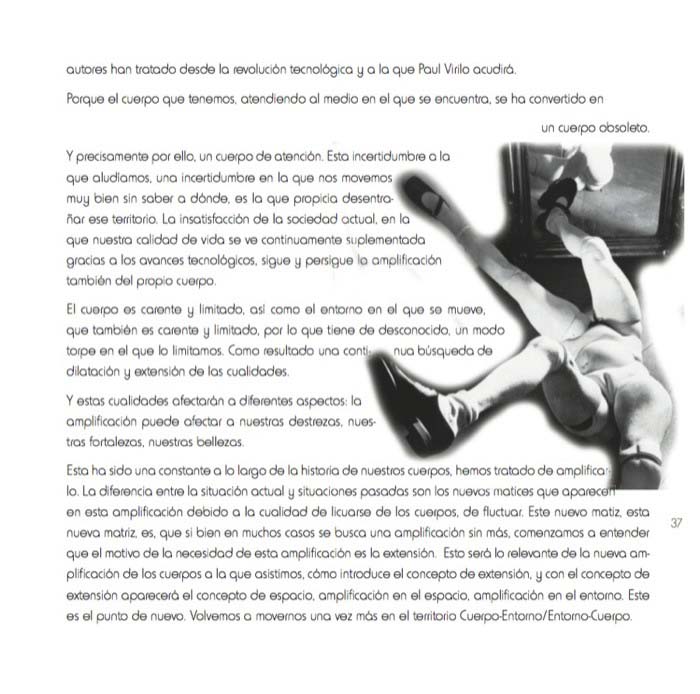 autores han tratado desde la revolución tecnológica y a la que Paul Virilo acudirá.
Porque el cuerpo que tenemos, atendiendo al medio en el que se encuentra, se ha convertido en
un cuerpo obsoleto.
Y precisamente por ello, un cuerpo de atención. Esta incertidumbre a la
que aludíamos, una incertidumbre en la que nos movemos
muy bien sin saber a dónde, es la que propicia desentra-
ñar ese territorio. La insatisfacción de la sociedad actual, en la
que nuestra calidad de vida se ve continuamente suplementada
gracias a los avances tecnológicos, sigue y persigue la amplificación
también del propio cuerpo.
El cuerpo es carente y limitado, así como el entorno en el que se mueve,
que también es carente y limitado, por lo que tiene de desconocido, un modo
torpe en el que lo limitamos. Como resultado una conti- nua búsqueda de
dilatación y extensión de las cualidades.
Y estas cualidades afectarán a diferentes aspectos: la
amplificación puede afectar a nuestras destrezas, nues-
tras fortalezas, nuestras bellezas.
Esta ha sido una constante a lo largo de la historia de nuestros cuerpos, hemos tratado de amplificar-
lo. La diferencia entre la situación actual y situaciones pasadas son los nuevos matices que aparecen
en esta amplificación debido a la cualidad de licuarse de los cuerpos, de fluctuar. Este nuevo matiz, esta
nueva matriz, es, que si bien en muchos casos se busca una amplificación sin más, comenzamos a entender
que el motivo de la necesidad de esta amplificación es la extensión. Esto será lo relevante de la nueva am-
plificación de los cuerpos a la que asistimos, cómo introduce el concepto de extensión, y con el concepto de
extensión aparecerá el concepto de espacio, amplificación en el espacio, amplificación en el entorno. Este
es el punto de nuevo. Volvemos a movernos una vez más en el territorio Cuerpo-Entorno/Entorno-Cuerpo.
37